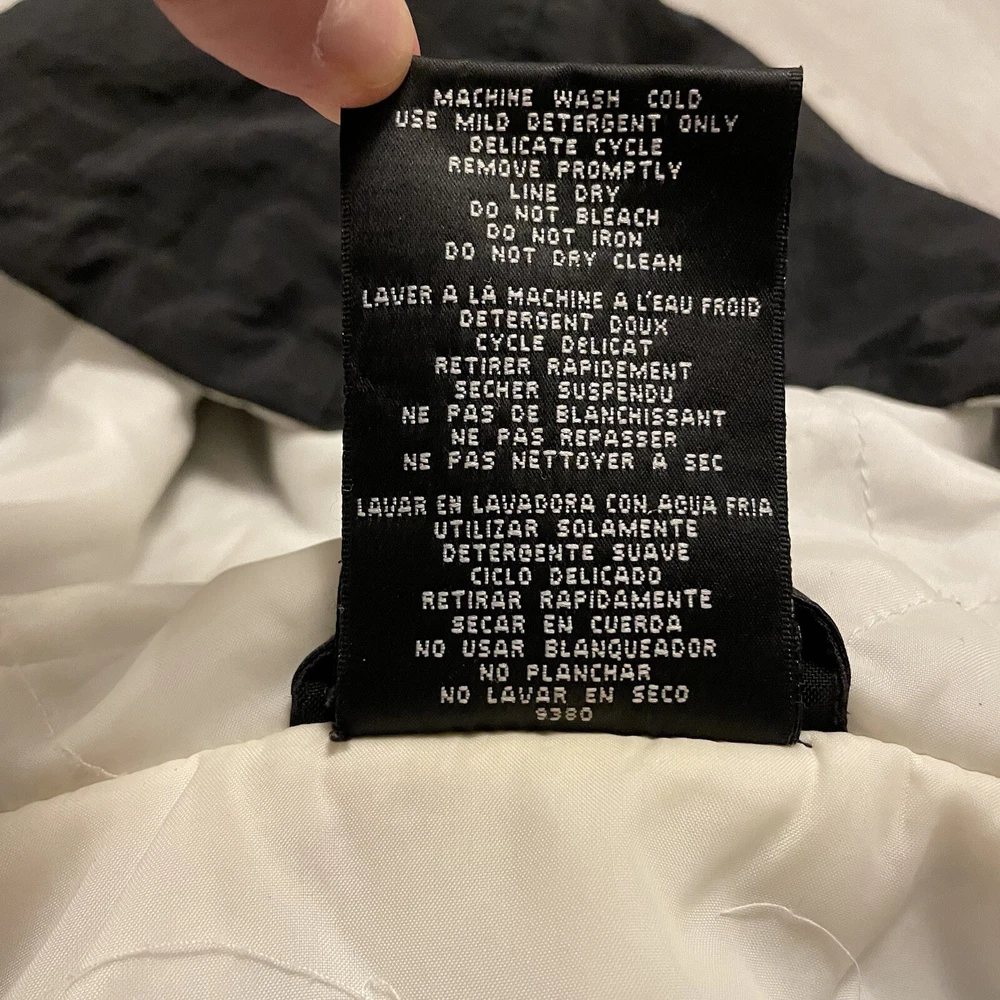 MACHINE WASH COLD
USE MILD DETERGENT ONLY
DELICATE CYCLE
REMOVE PROMPTLY
LINE DRY
DO NOT BLEACH
DO NOT IRON
DO NOT DRY CLEAN
LAVER A LA MACHINE A L'EAU FROID
DETERGENT DOUX
CYCLE DELICAT
RETIRER RAPIDEMENT
SECHER SUSPENDU
NE PAS DE BLANCHISSANT
NE PAS REPASSER
NE PAS NETTOYER A SEC
LAVAR EN LAVADORA CON AGUA FRIA
UTILIZAR SOLAMENTE
DETERGENTE SUAVE
CICLO DELICADO
RETIRAR RAPIDAMENTE
SECAR EN CUERDA
NO USAR BLANQUEADOR
NO PLANCHAR
NO LAVAR EN SECO
9380